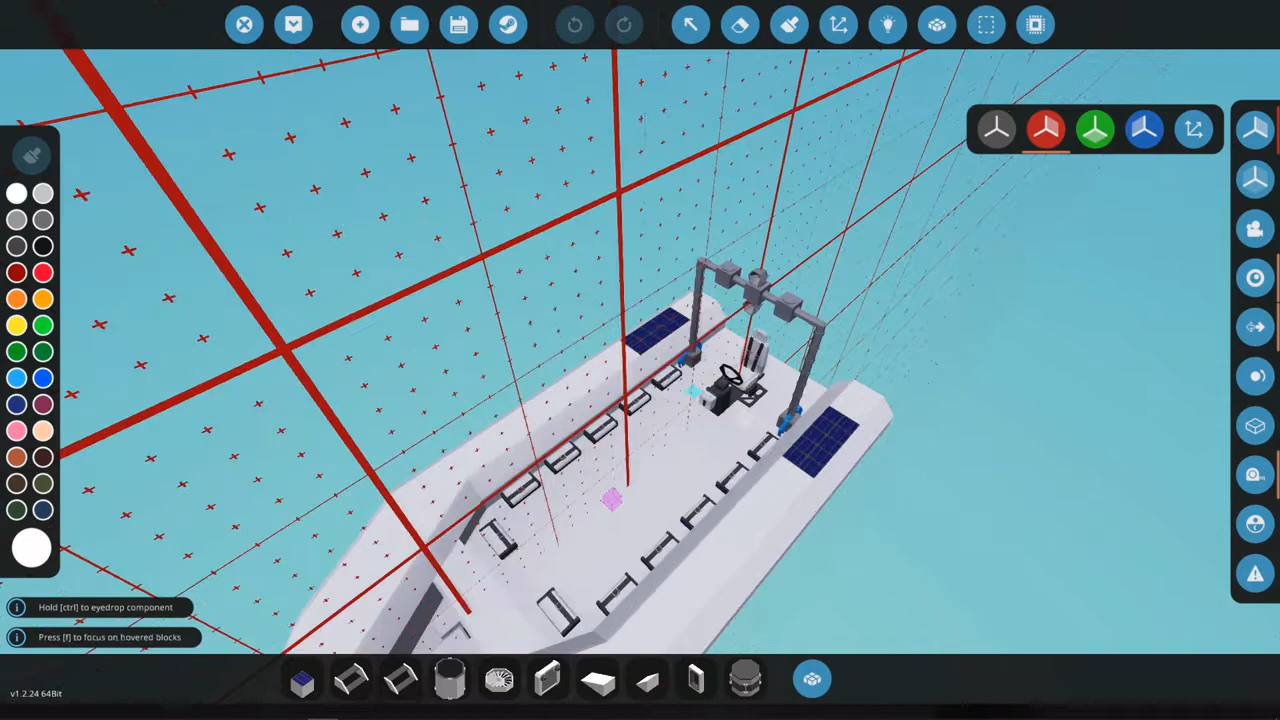 Hold [ctrl] to eyedrop component
Press [f] to focus on hovered blocks
v1.2.24 64Bit